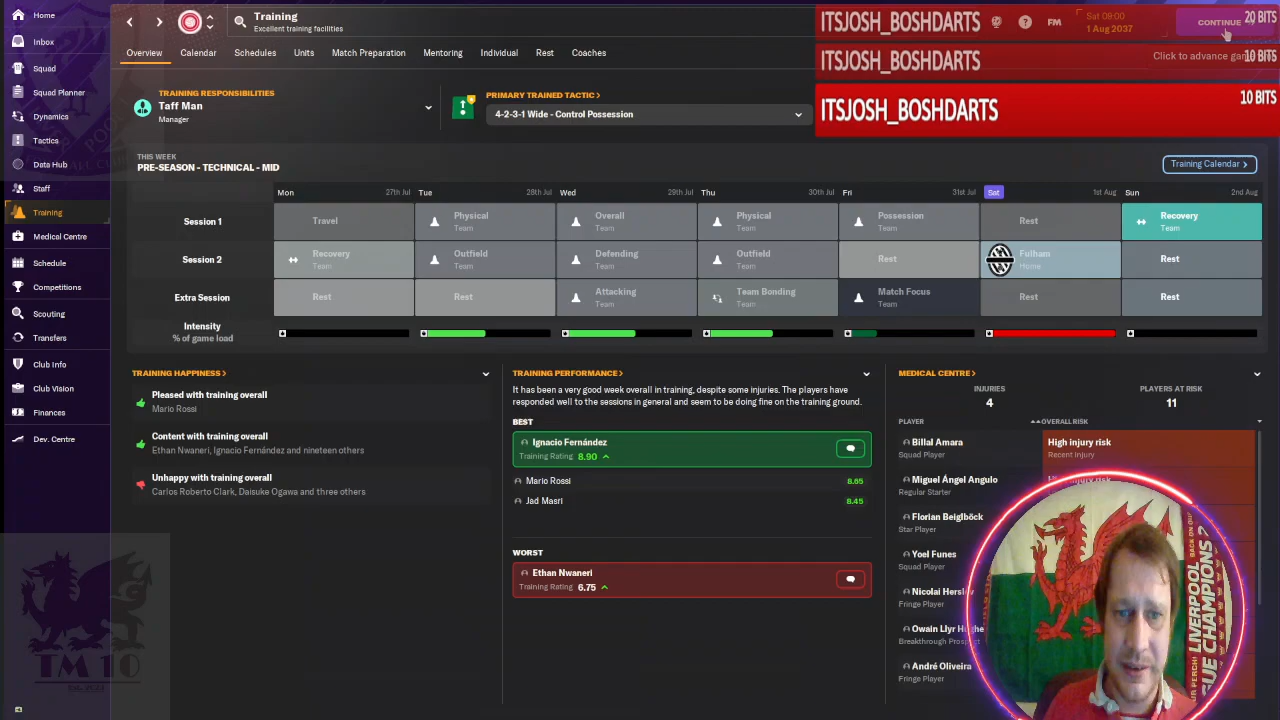 Home
Inbox
Squad
Squad Planner
Dynamics
Tactics
Data Hub
Staff
Training
Medical Centre
Schedule
Competitions
Scouting
Transfers
Club Info
Club Vision
Finances
Dev. Centre
TM 10
Training
Excellent training facilities
FM
Sat 09:00
1 Aug 2037
CONTINUE
Click to advance
ITSJOSH_BOSHDARTS
20 BITS
ITSJOSH_BOSHDARTS
10 BITS
ITSJOSH_BOSHDARTS
10 BITS
Overview
Calendar
Schedules
Units
Match Preparation
Mentoring
Individual
Rest
Coaches
TRAINING RESPONSIBILITIES
Taff Man
Manager
PRIMARY TRAINED TACTIC >
4-2-3-1 Wide - Control Possession
THIS WEEK
PRE-SEASON - TECHNICAL - MID
Training Calendar >
Mon 27th Jul Tue 28th Jul Wed 29th Jul Thu 30th Jul Fri 31st Jul Sat 1st Aug Sun 2nd Aug
Session 1
Travel
Physical
Team
Overall
Team
Physical
Team
Possession
Team
Rest
Recovery
Team
Session 2
Recovery
Team
Outfield
Team
Defending
Team
Outfield
Team
Rest
Fulham
Home
Rest
Extra Session
Rest
Rest
Attacking
Team
Team Bonding
Team
Match Focus
Team
Rest
Rest
Intensity
% of game load
TRAINING HAPPINESS >
Pleased with training overall
Mario Rossi
Content with training overall
Ethan Nwaneri, Ignacio Fernández and nineteen others
Unhappy with training overall
Carlos Roberto Clark, Daisuke Ogawa and three others
TRAINING PERFORMANCE >
It has been a very good week overall in training, despite some injuries. The players have
responded well to the sessions in general and seem to be doing fine on the training ground.
BEST
Ignacio Fernández
Training Rating 8.90
Mario Rossi 8.65
Jad Masri 8.45
WORST
Ethan Nwaneri
Training Rating 6.75
MEDICAL CENTRE >
INJURIES
4
PLAYERS AT RISK
11
PLAYER
OVERALL RISK
Billal Amara
Squad Player
High injury risk
Recent injury
Miguel Ángel Angulo
Regular Starter
High injury risk
Florian Beiglböck
Star Player
Yoel Funes
Squad Player
Nicolai
Fringe Player
Owain Llyr
Breakthrough
André Oliveira
Fringe Player
LIVERPOOL
CHAMPIONS